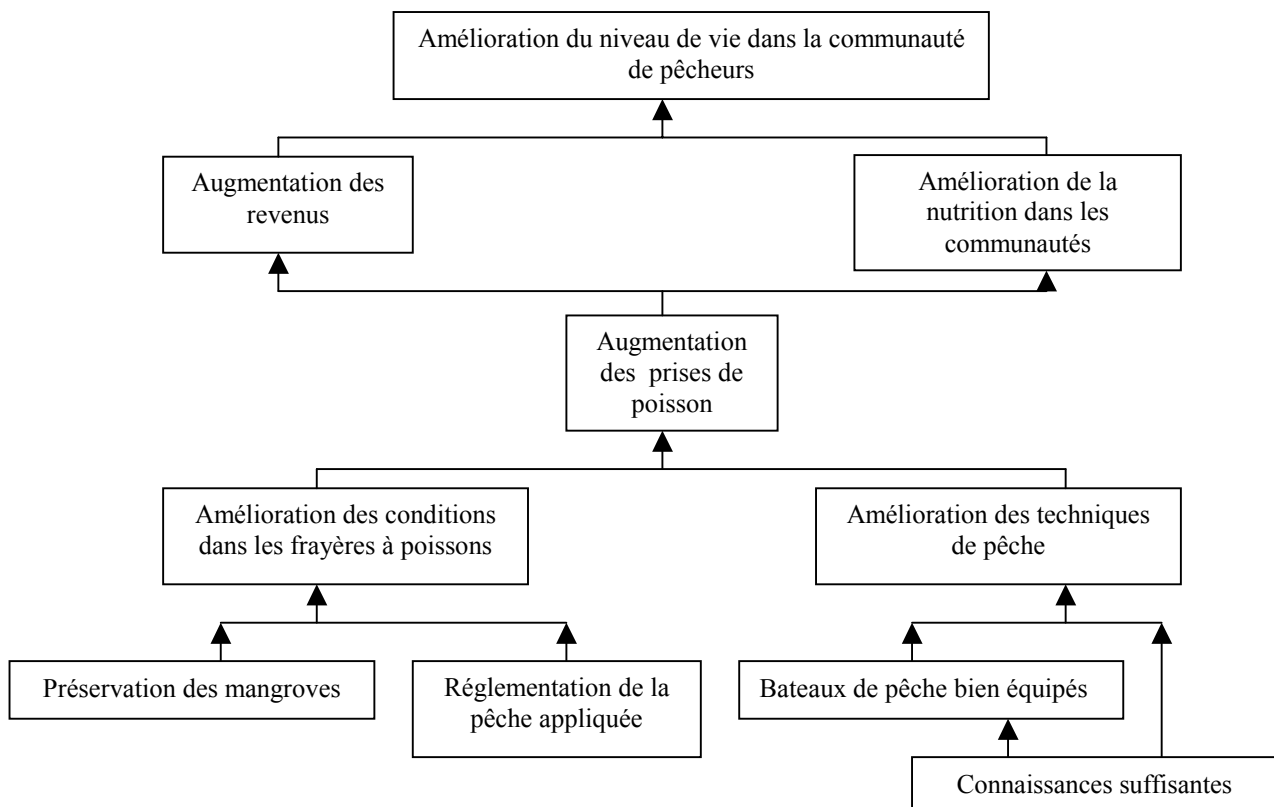 Amélioration du niveau de vie dans la communauté
de pêcheurs
Augmentation des
revenus
Amélioration de la
nutrition dans les
communautés
Augmentation
des  prises de
poisson
Amélioration des conditions
dans les frayères à poissons
Amélioration des techniques
de pêche
Préservation des mangroves
Réglementation de la
pêche appliquée
Bateaux de pêche bien équipés
Connaissances suffisantes